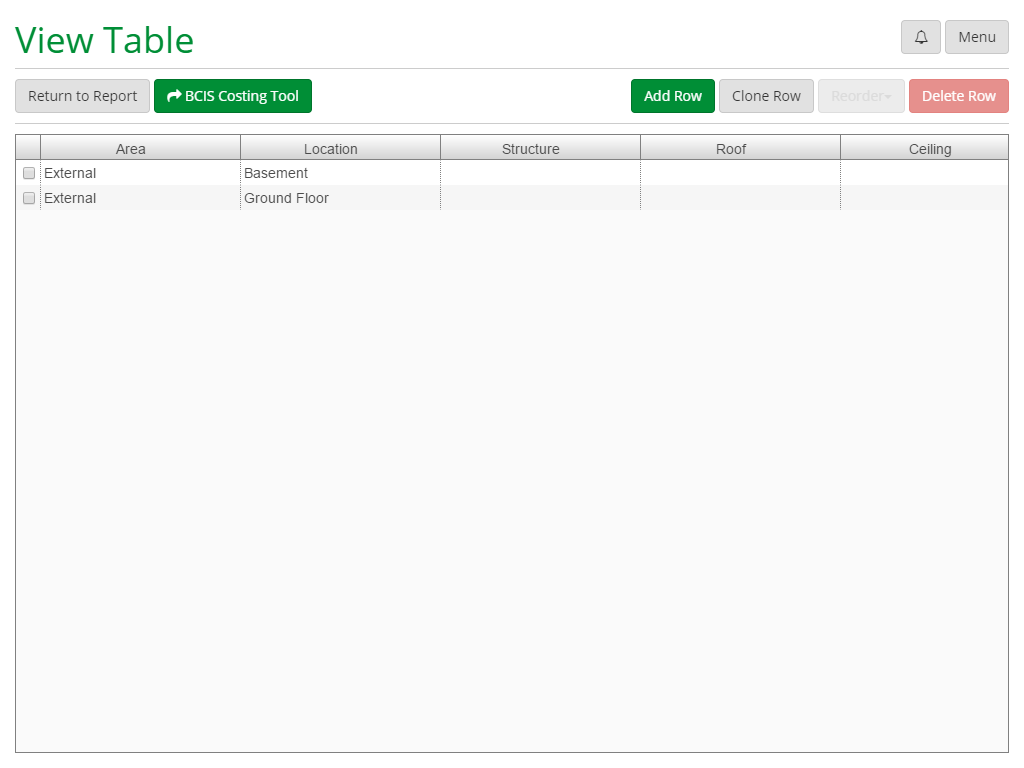 View Table
Menu
Return to Report BCIS Costing Tool Add Row Clone Row Reorder Delete Row
Area Location Structure Roof Ceiling
External Basement
External Ground Floor